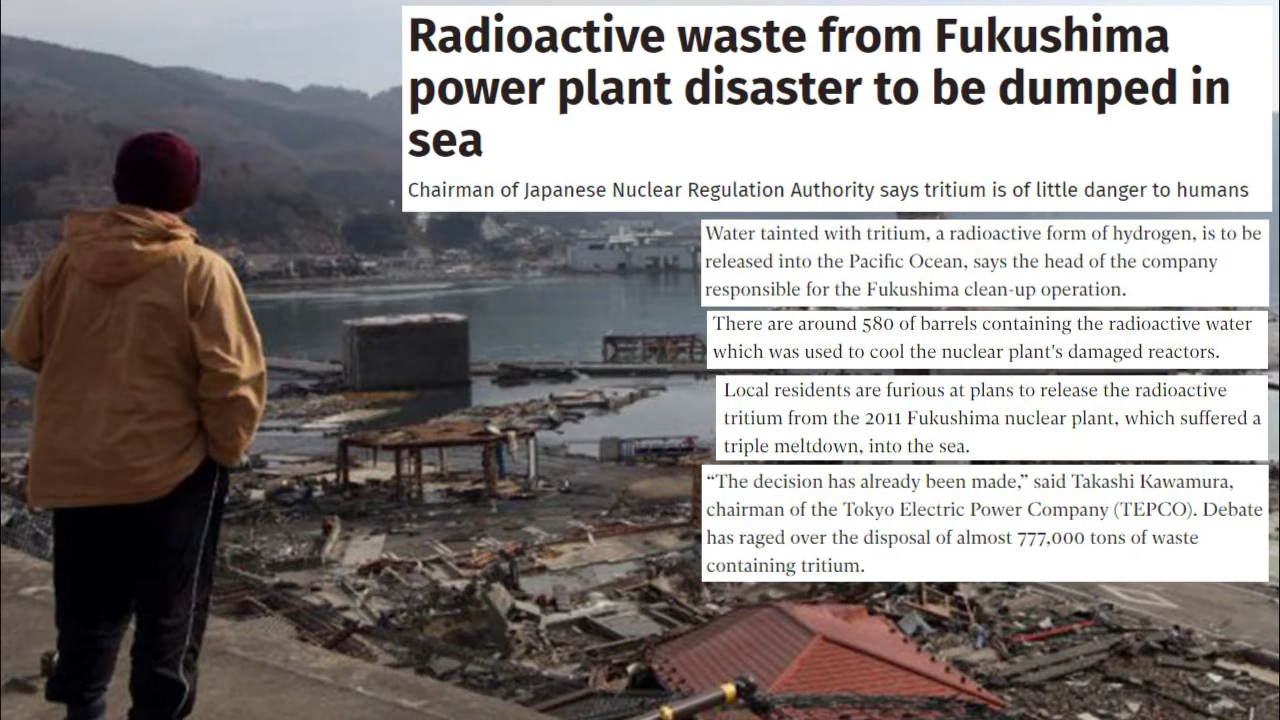 Radioactive waste from Fukushima
power plant disaster to be dumped in
sea
Chairman of Japanese Nuclear Regulation Authority says tritium is of little danger to humans
Water tainted with tritium, a radioactive form of hydrogen, is to be
released into the Pacific Ocean, says the head of the company
responsible for the Fukushima clean-up operation.
There are around 580 of barrels containing the radioactive water
which was used to cool the nuclear plant's damaged reactors.
Local residents are furious at plans to release the radioactive
tritium from the 2011 Fukushima nuclear plant, which suffered a
triple meltdown, into the sea.
“The decision has already been made,” said Takashi Kawamura,
chairman of the Tokyo Electric Power Company (TEPCO). Debate
has raged over the disposal of almost 777,000 tons of waste
containing tritium.